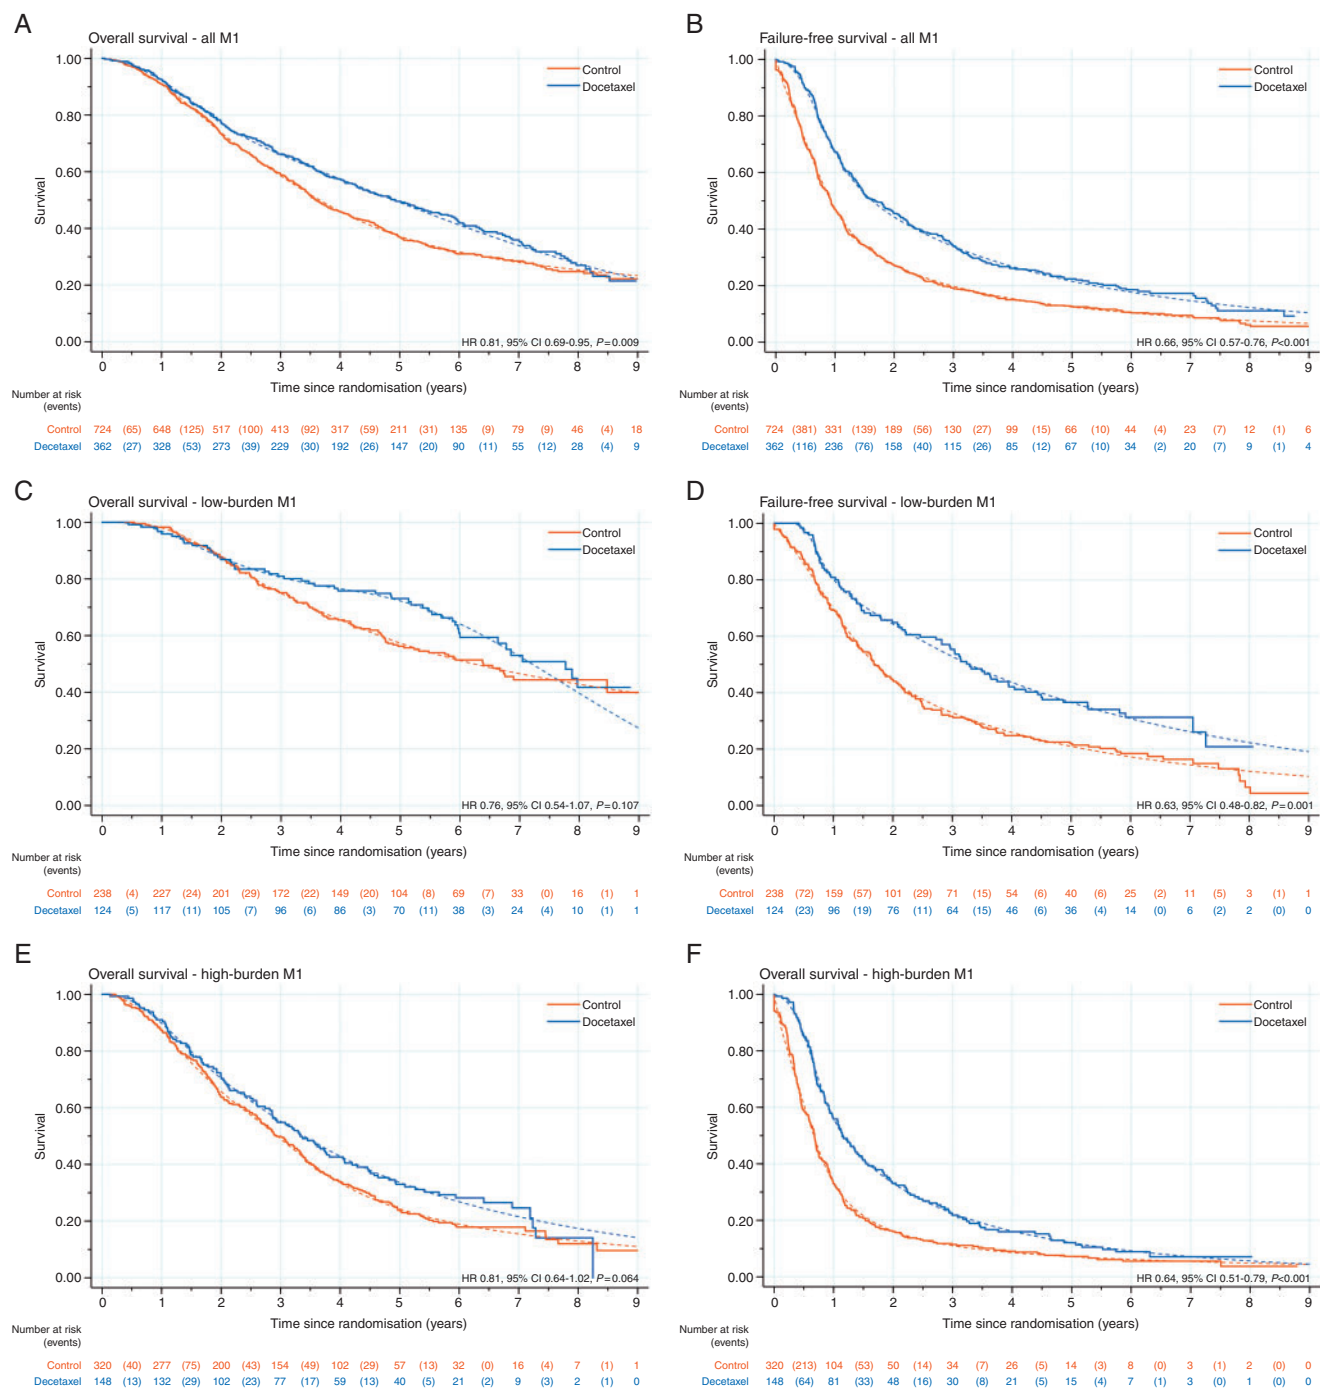 A
Overall survival - all M1
1.00
0.80
0.60
0.40
0.20
0.00
Survival
Control
Docetaxel
HR 0.81, 95% CI 0.69-0.95, P=0.009
0 1 2 3 4 5 6 7 8 9
Time since randomisation (years)
Number at risk
(events)
Control 724 (65) 648 (125) 517 (100) 413 (92) 317 (59) 211 (31) 135 (9) 79 (9) 46 (4) 18
Decetaxel 362 (27) 328 (53) 273 (39) 229 (30) 192 (26) 147 (20) 90 (11) 55 (12) 28 (4) 9
B
Failure-free survival - all M1
1.00
0.80
0.60
0.40
0.20
0.00
Survival
Control
Docetaxel
HR 0.66, 95% CI 0.57-0.76, P<0.001
0 1 2 3 4 5 6 7 8 9
Time since randomisation (years)
Number at risk
(events)
Control 724 (381) 331 (139) 189 (56) 130 (27) 99 (15) 66 (10) 44 (4) 23 (7) 12 (1) 6
Decetaxel 362 (116) 236 (76) 158 (40) 115 (26) 85 (12) 67 (10) 34 (2) 20 (7) 9 (1) 4
C
Overall survival - low-burden M1
1.00
0.80
0.60
0.40
0.20
0.00
Survival
Control
Docetaxel
HR 0.76, 95% CI 0.54-1.07, P=0.107
0 1 2 3 4 5 6 7 8 9
Time since randomisation (years)
Number at risk
(events)
Control 238 (4) 227 (24) 201 (29) 172 (22) 149 (20) 104 (8) 69 (7) 33 (0) 16 (1) 1
Decetaxel 124 (5) 117 (11) 105 (7) 96 (6) 86 (3) 70 (11) 38 (3) 24 (4) 10 (1) 1
D
Failure-free survival - low-burden M1
1.00
0.80
0.60
0.40
0.20
0.00
Survival
Control
Docetaxel
HR 0.63, 95% CI 0.48-0.82, P=0.001
0 1 2 3 4 5 6 7 8 9
Time since randomisation (years)
Number at risk
(events)
Control 238 (72) 159 (57) 101 (29) 71 (15) 54 (6) 40 (6) 25 (2) 11 (5) 3 (1) 1
Decetaxel 124 (23) 96 (19) 76 (11) 64 (15) 46 (6) 36 (4) 14 (0) 6 (2) 2 (0) 0
E
Overall survival - high-burden M1
1.00
0.80
0.60
0.40
0.20
0.00
Survival
Control
Docetaxel
HR 0.81, 95% CI 0.64-1.02, P=0.064
0 1 2 3 4 5 6 7 8 9
Time since randomisation (years)
Number at risk
(events)
Control 320 (40) 277 (75) 200 (43) 154 (49) 102 (29) 57 (13) 32 (0) 16 (4) 7 (1) 1
Decetaxel 148 (13) 132 (29) 102 (23) 77 (17) 59 (13) 40 (5) 21 (2) 9 (3) 2 (1) 0
F
Overall survival - high-burden M1
1.00
0.80
0.60
0.40
0.20
0.00
Survival
Control
Docetaxel
HR 0.64, 95% CI 0.51-0.79, P<0.001
0 1 2 3 4 5 6 7 8 9
Time since randomisation (years)
Number at risk
(events)
Control 320 (213) 104 (53) 50 (14) 34 (7) 26 (5) 14 (3) 8 (0) 3 (1) 2 (0) 0
Decetaxel 148 (64) 81 (33) 48 (16) 30 (8) 21 (5) 15 (4) 7 (1) 3 (0) 1 (0) 0